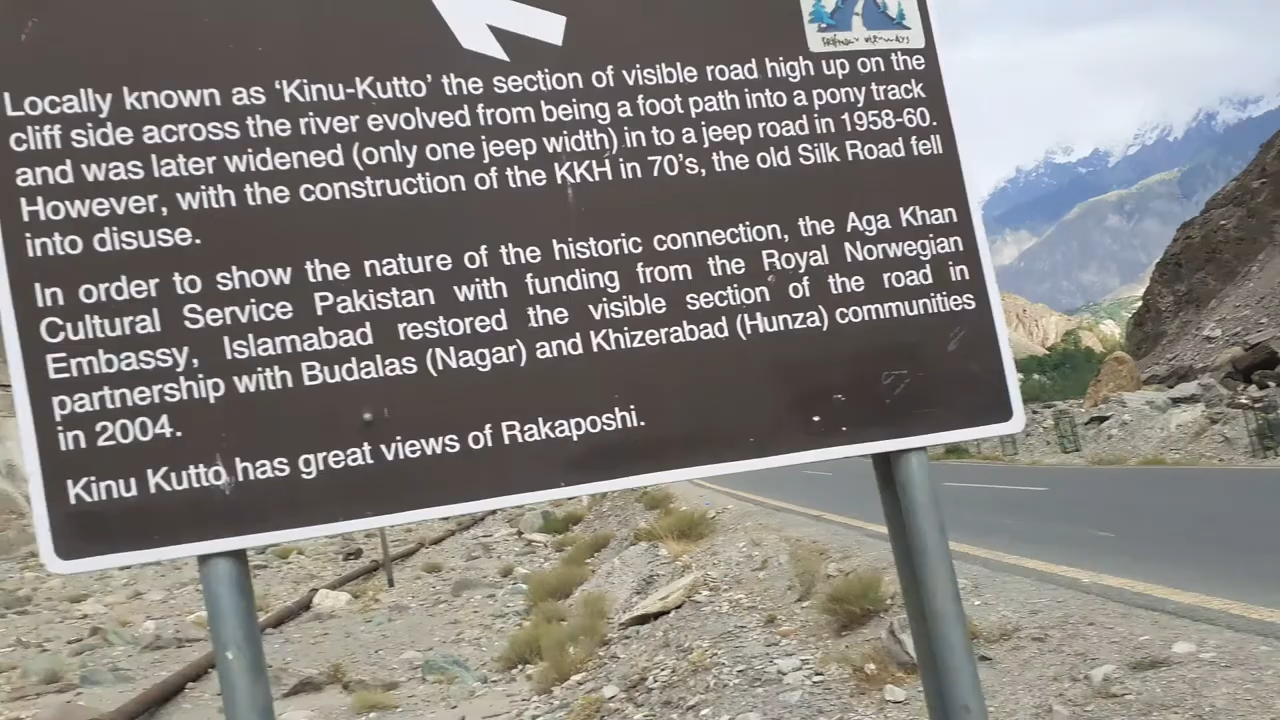 Locally known as ‘Kinu-Kutto’ the section of visible road high up on the
cliff side across the river evolved from being a foot path into a pony track
and was later widened (only one jeep width) in to a jeep road in 1958-60.
However, with the construction of the KKH in 70’s, the old Silk Road fell
into disuse.
In order to show the nature of the historic connection, the Aga Khan
Cultural Service Pakistan with funding from the Royal Norwegian
Embassy, Islamabad restored the visible section of the road in
partnership with Budalas (Nagar) and Khizerabad (Hunza) communities
in 2004.
Kinu Kutto has great views of Rakaposhi.